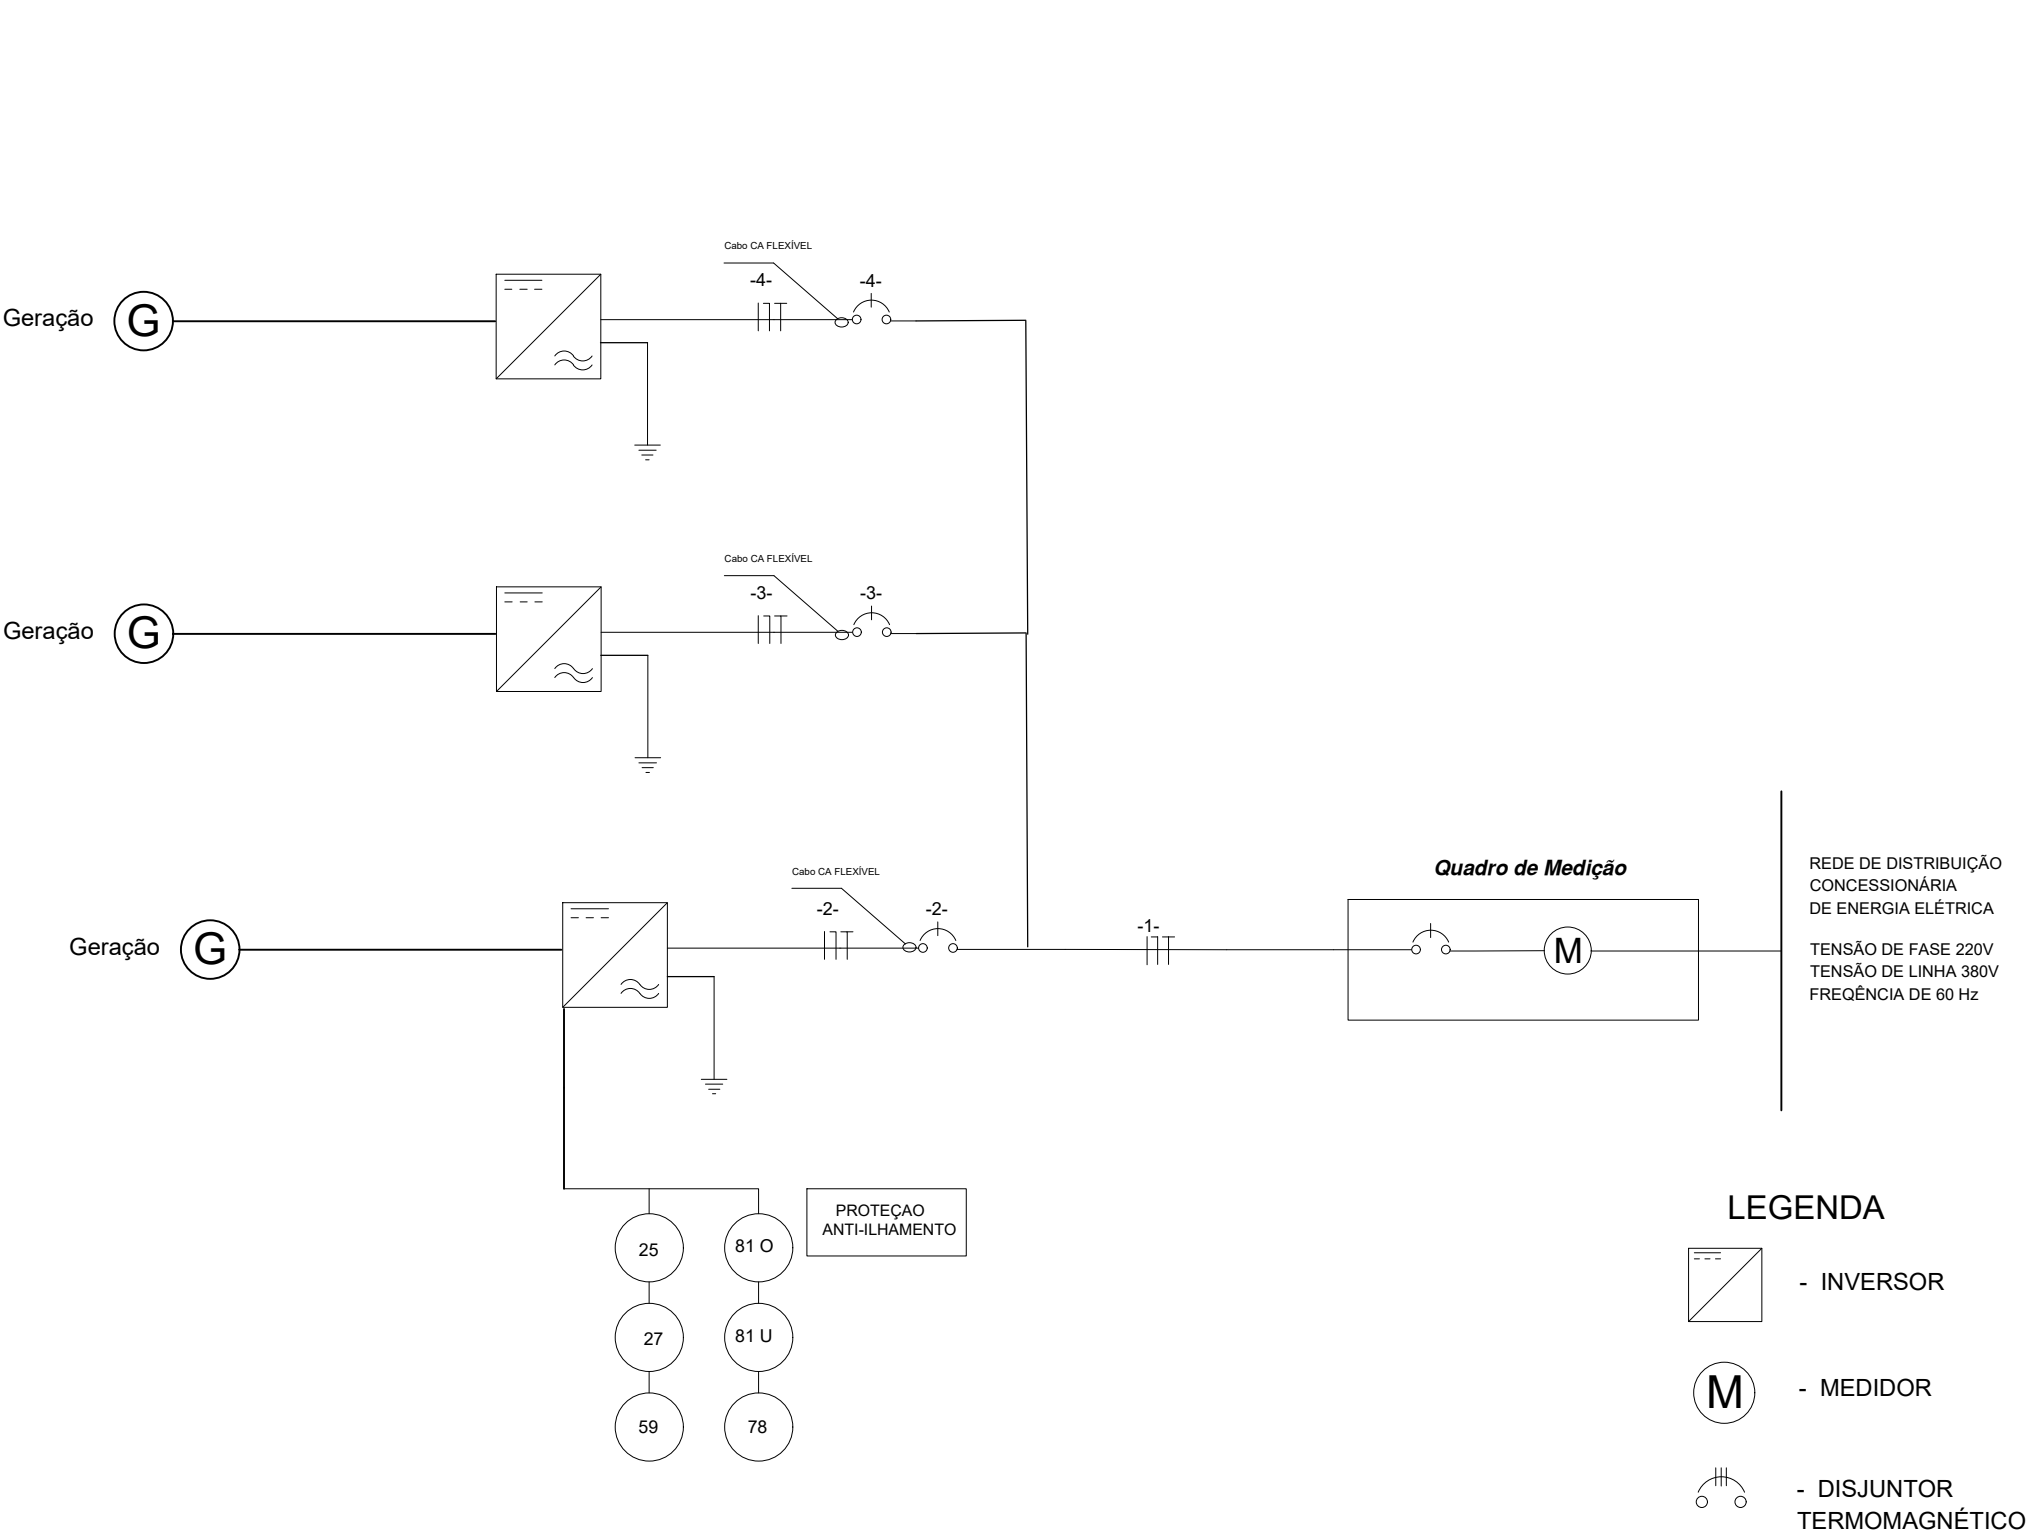 Cabo CA FLEXÍVEL
-4-
-4-
Geração
G
Cabo CA FLEXÍVEL
-3-
-3-
Geração
G
Cabo CA FLEXÍVEL
-2-
-2-
Geração
G
-1-
Quadro de Medição
M
REDE DE DISTRIBUIÇÃO
CONCESSIONÁRIA
DE ENERGIA ELÉTRICA
TENSÃO DE FASE 220V
TENSÃO DE LINHA 380V
FREQÊNCIA DE 60 Hz
PROTEÇAO
ANTI-ILHAMENTO
25
81 O
27
81 U
59
78
LEGENDA
- INVERSOR
M
- MEDIDOR
- DISJUNTOR
TERMOMAGNÉTICO